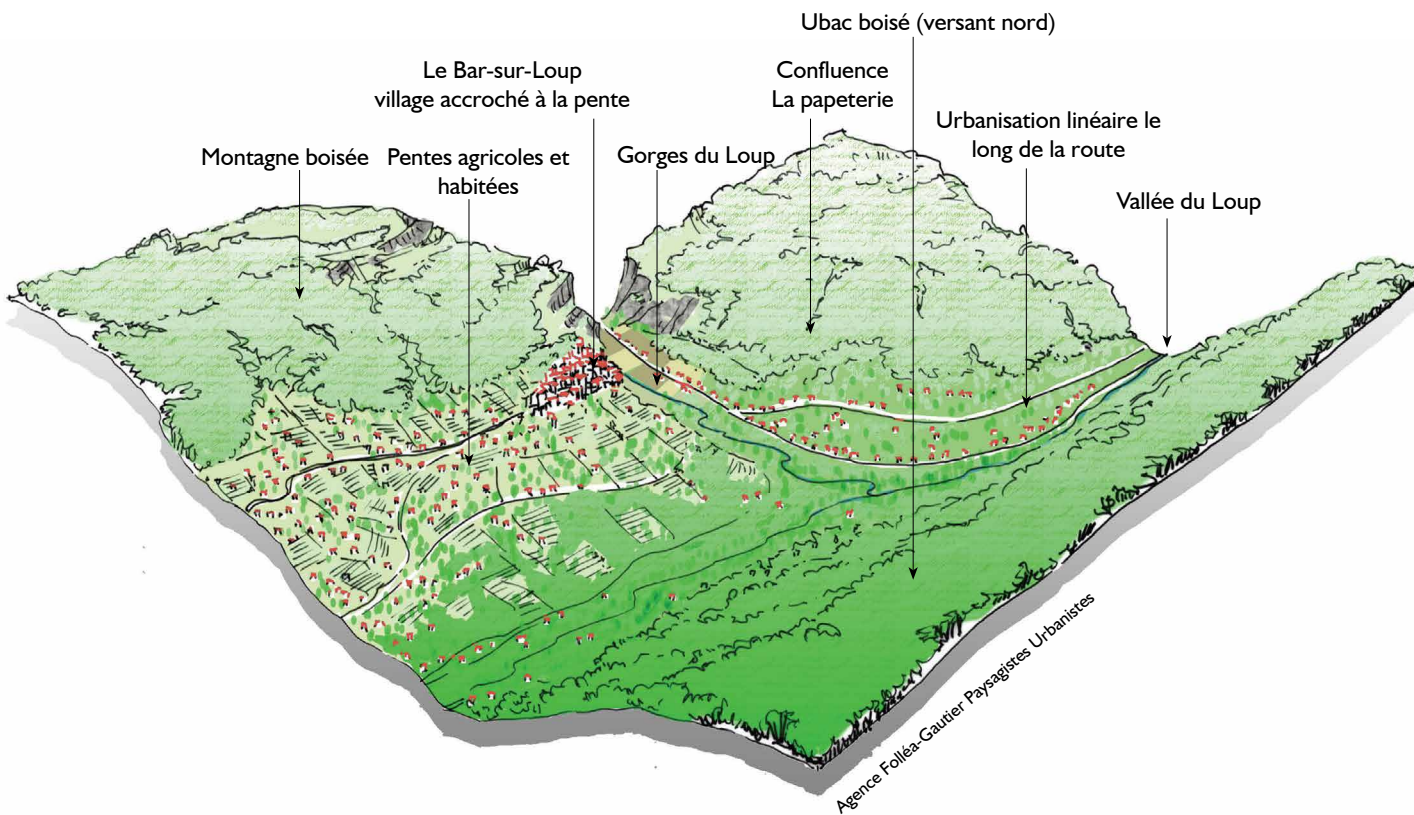 Ubac boisé (versant nord)
Le Bar-sur-Loup
village accroché à la pente
Confluence
La papeterie
Urbanisation linéaire le
long de la route
Montagne boisée
Pentes agricoles et
habitées
Gorges du Loup
Vallée du Loup
Agence Folléa-Gautier Paysagistes Urbanistes